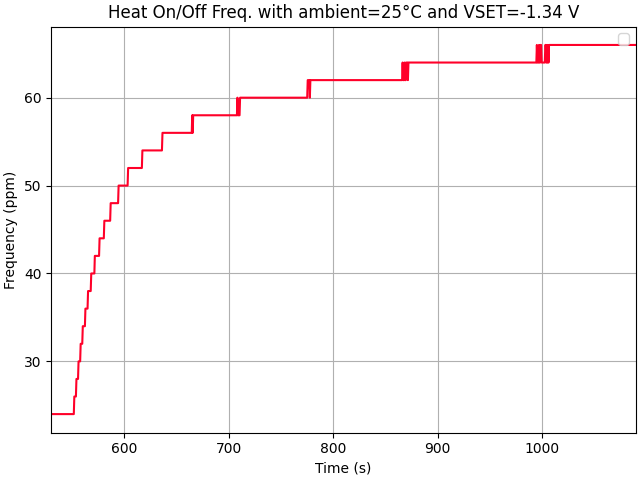 Heat On/Off Freq. with ambient=25°C and VSET=-1.34 V
Frequency (ppm)
60
50
40
30
600 700 800 900 1000
Time (s)